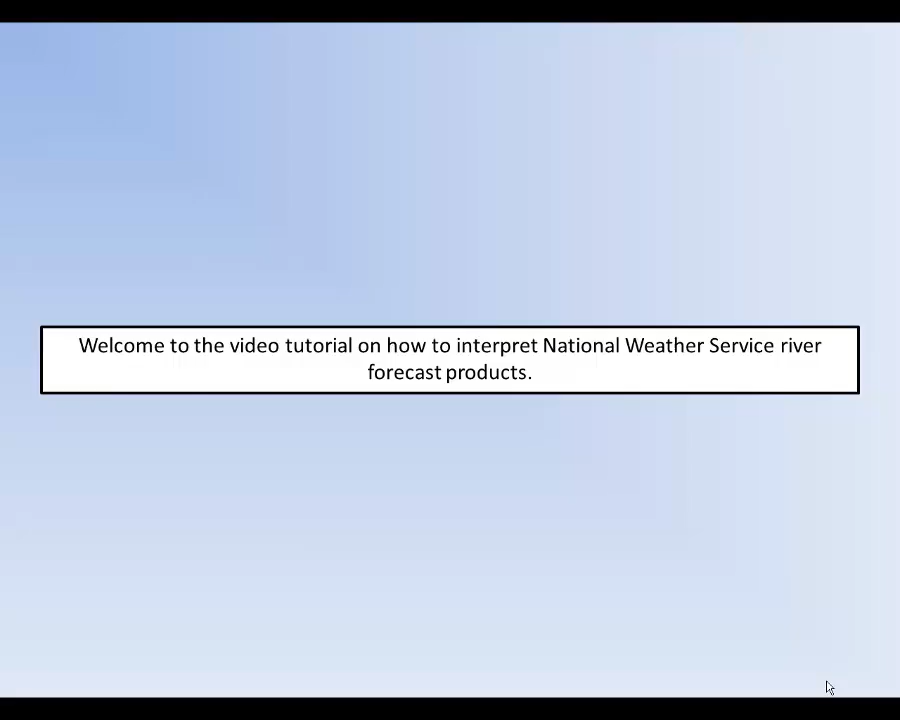 Welcome to the video tutorial on how to interpret National Weather Service river
forecast products.